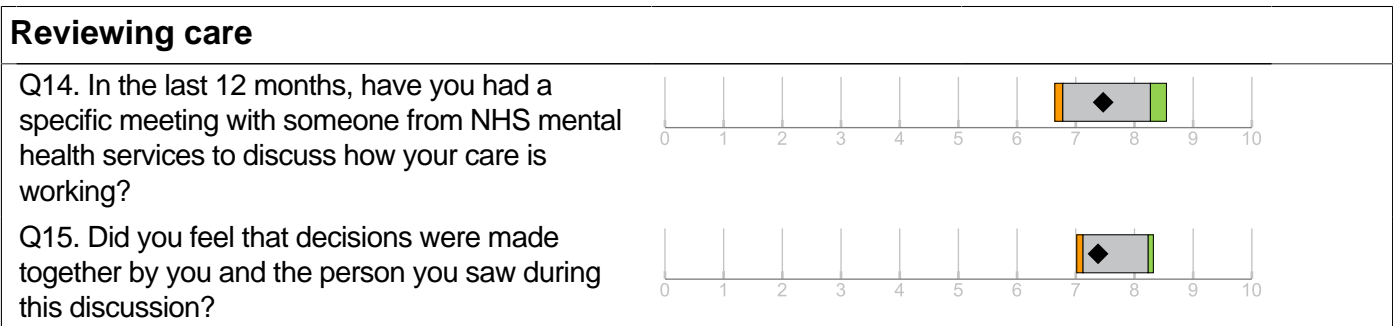 Reviewing care
Q14. In the last 12 months, have you had a
specific meeting with someone from NHS mental
health services to discuss how your care is
working?
0 1 2 3 4 5 6 7 8 9 10
Q15. Did you feel that decisions were made
together by you and the person you saw during
this discussion?
0 1 2 3 4 5 6 7 8 9 10